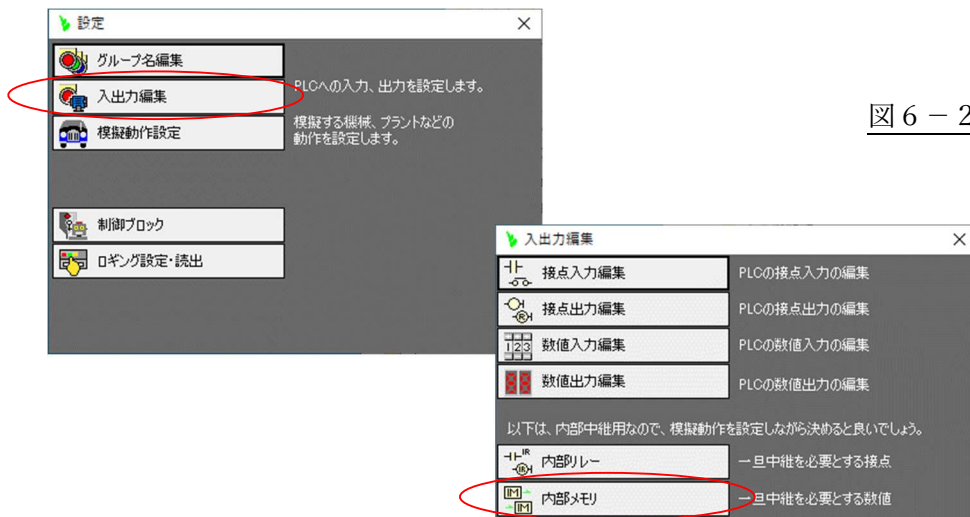 設定
グループ名編集
入出力編集
PLCへの入力、出力を設定します。
模擬動作設定
模擬する機械、プラントなどの
動作を設定します。
制御ブロック
ロギング設定・読出
図6-2
入出力編集
接点入力編集
PLCの接点入力の編集
接点出力編集
PLCの接点出力の編集
数値入力編集
PLCの数値入力の編集
数値出力編集
PLCの数値出力の編集
以下は、内部中継用なので、模擬動作を設定しながら決めると良いでしょう。
IR
(IR)
内部リレー
一旦中継を必要とする接点
IM
IM
内部メモリ
一旦中継を必要とする数値